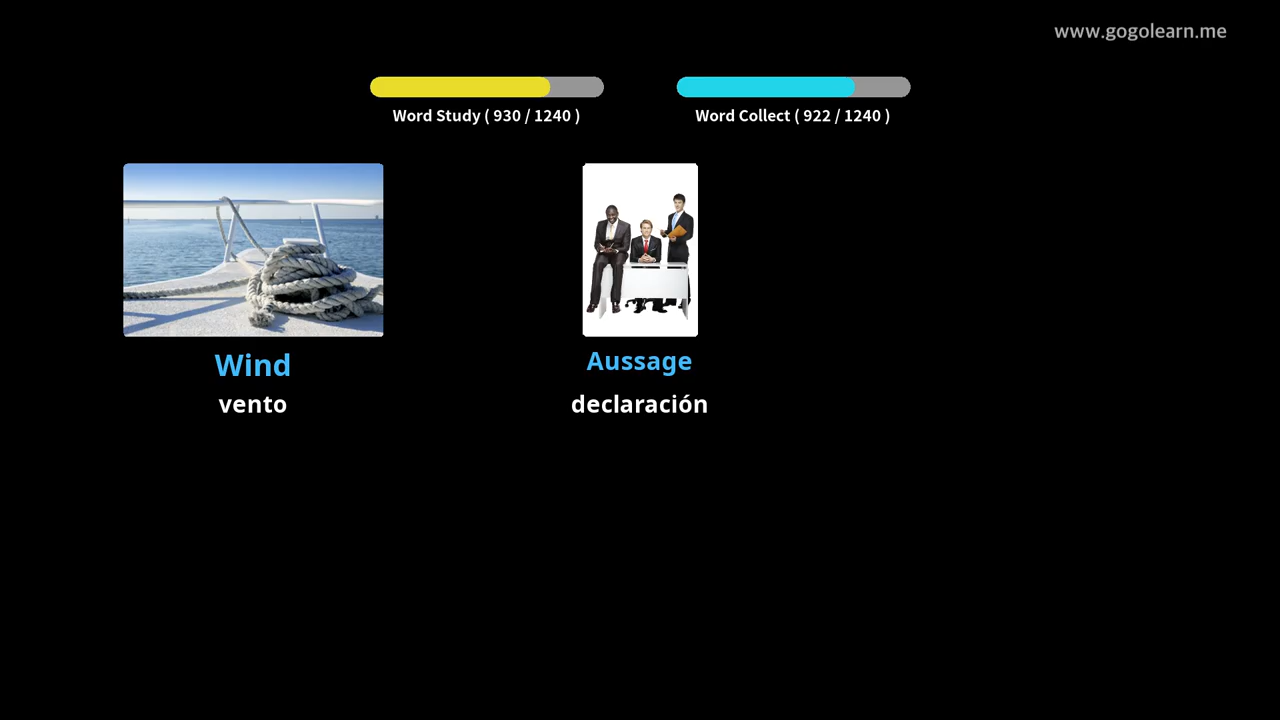 www.gogolearn.me
Word Study ( 930 / 1240 )
Word Collect ( 922 / 1240 )
Wind
vento
Aussage
declaración